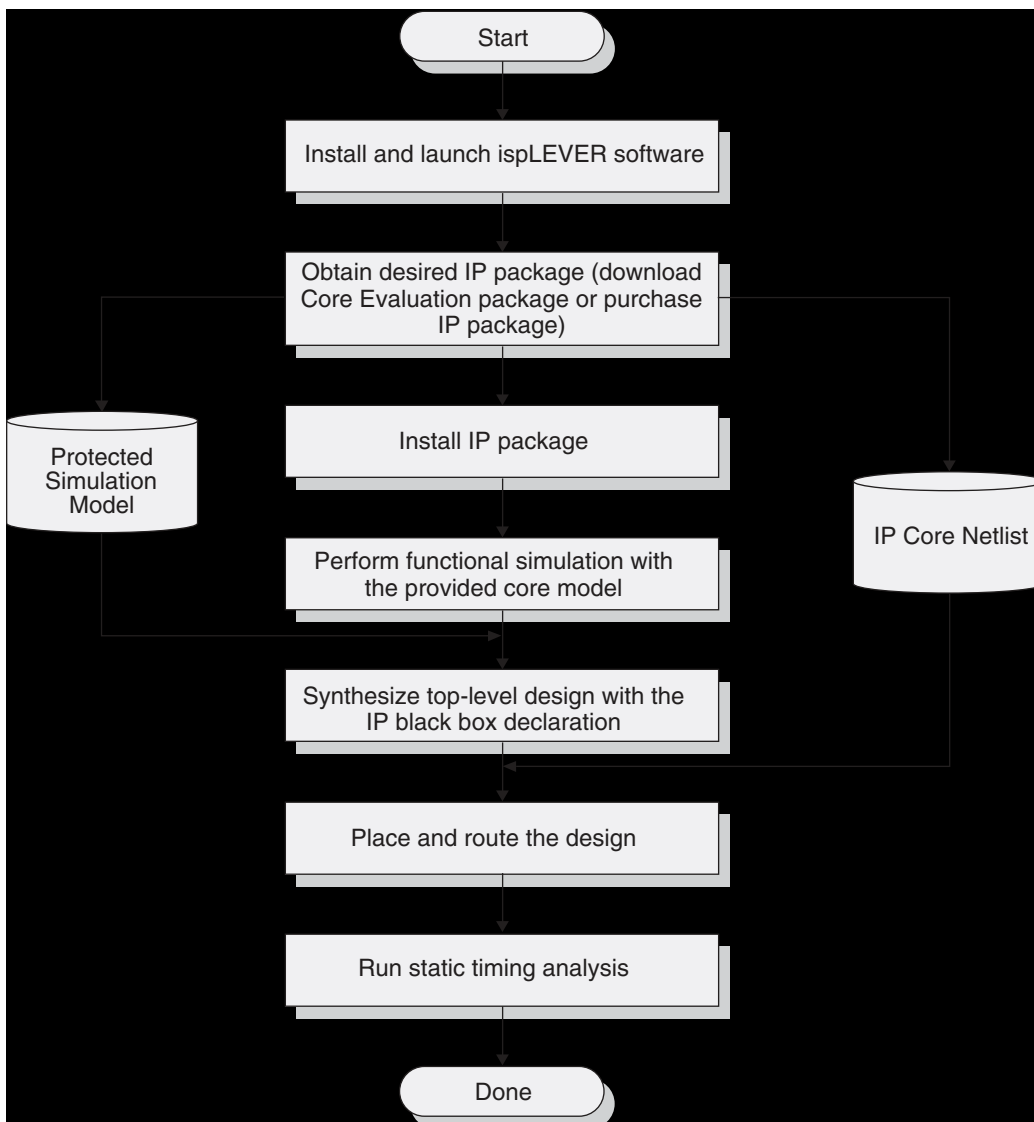 Start
Install and launch ispLEVER software
Obtain desired IP package (download
Core Evaluation package or purchase
IP package)
Install IP package
Protected
Simulation
Model
IP Core Netlist
Perform functional simulation with
the provided core model
Synthesize top-level design with the
IP black box declaration
Place and route the design
Run static timing analysis
Done